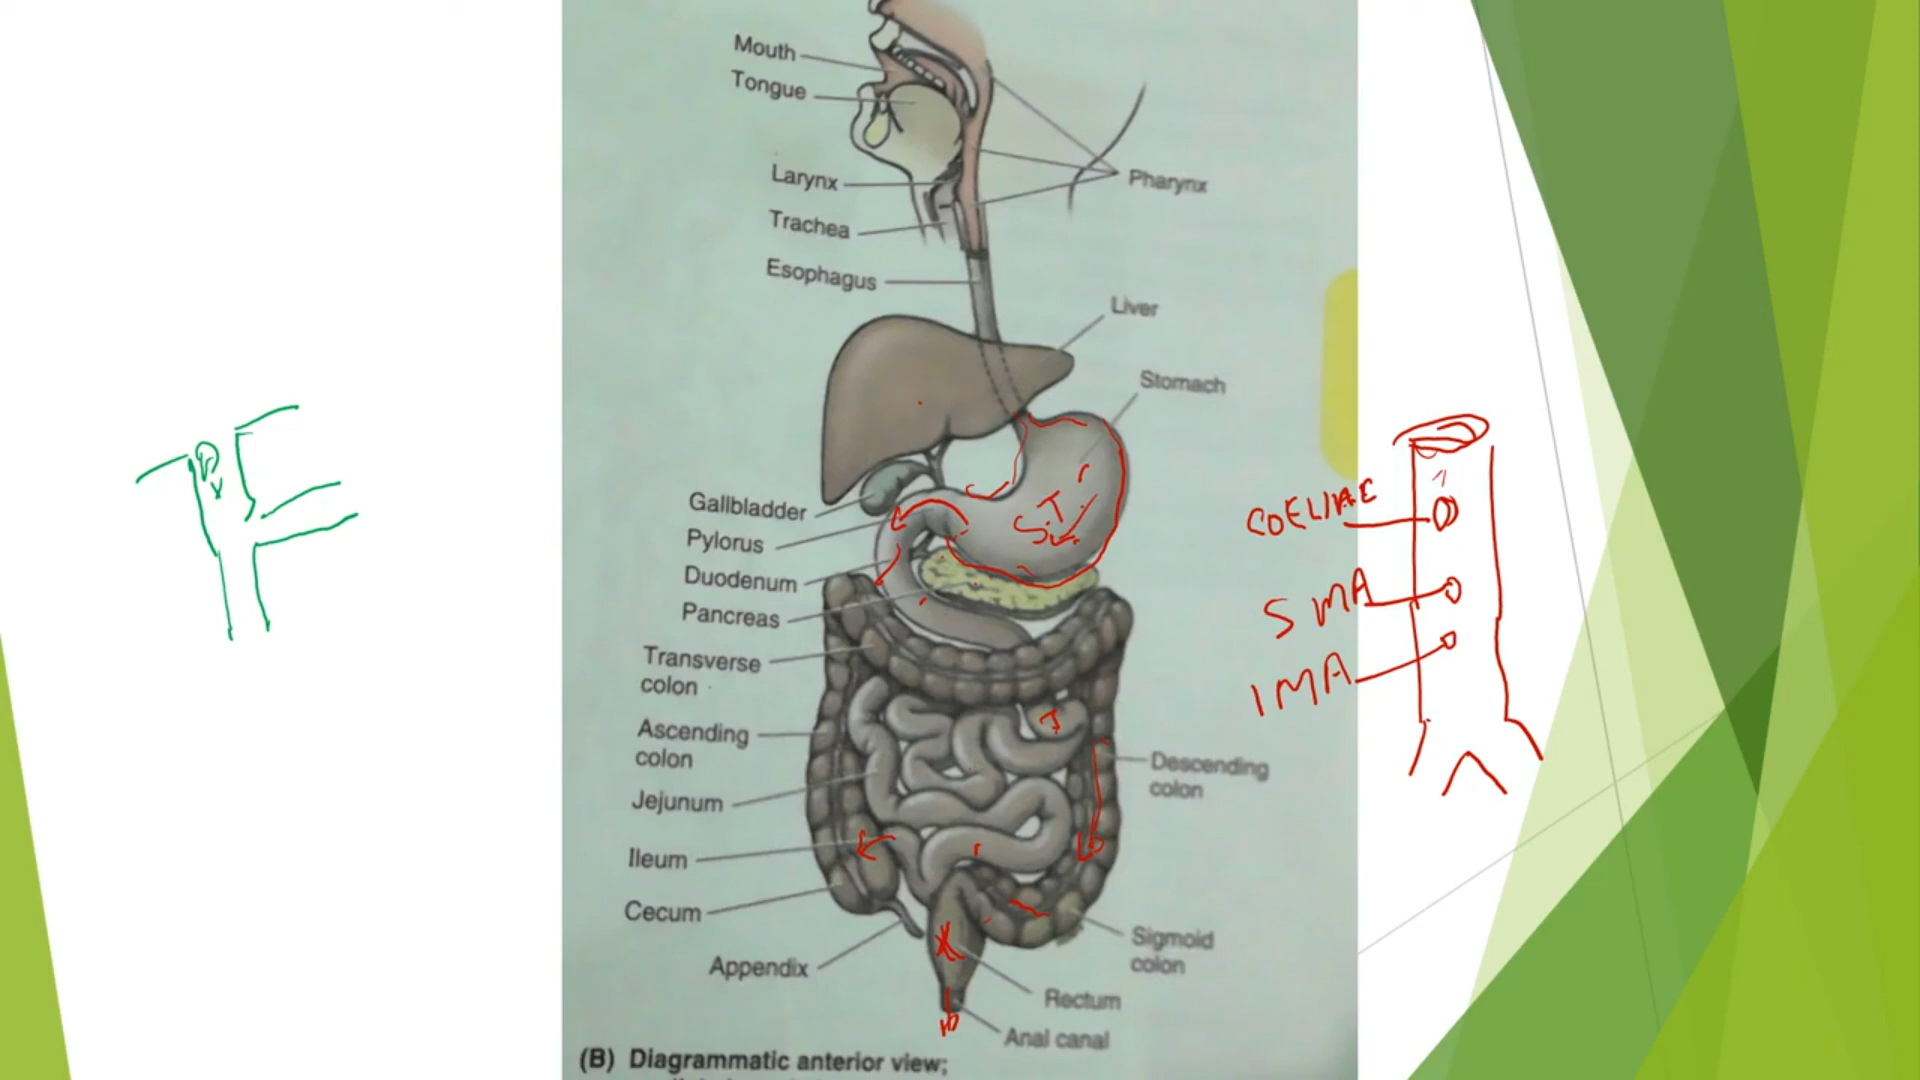 Mouth
Tongue
Larynx
Pharynx
Trachea
Esophagus
Liver
Stomach
Gallbladder
Pylorus
Duodenum
Pancreas
Transverse
colon
Ascending
colon
Jejunum
Descending
colon
Ileum
Cecum
Appendix
Sigmoid
colon
Rectum
Anal canal
(B) Diagrammatic anterior view;
S.T
J
COELIAC
SMA
IMA